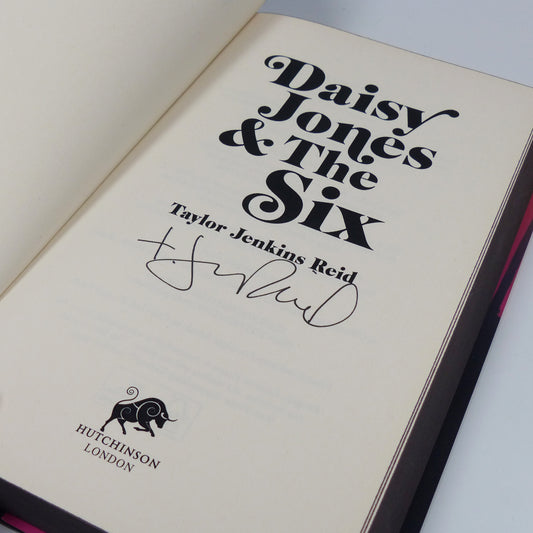 Daisy
Jones
& The
Six
Taylor Jenkins Reid
HUTCHINSON
LONDON